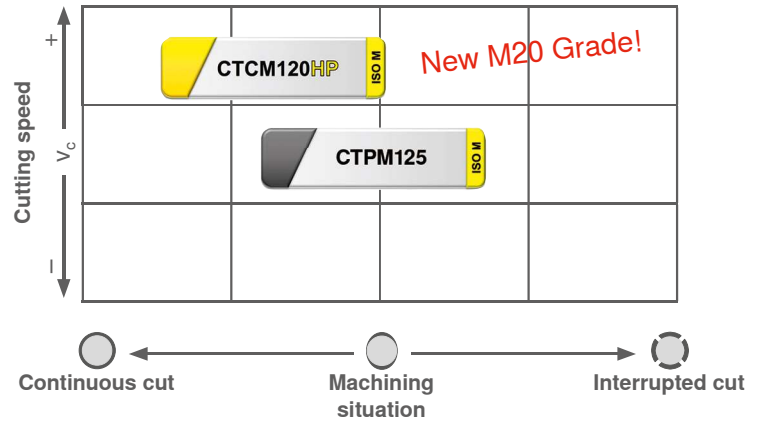 +
CTCM120HP
ISO M
New M20 Grade!
Cutting speed
vc
CTPM125
ISO M
–
Continuous cut
Machining
situation
Interrupted cut